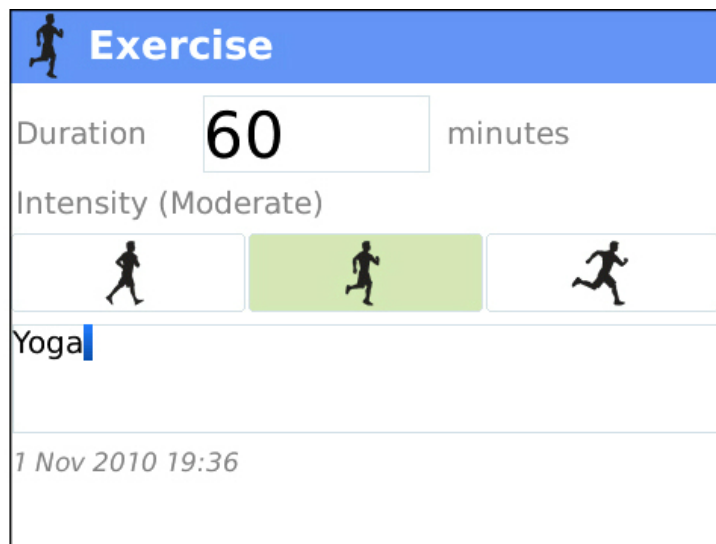 Exercise
Duration 60 minutes
Intensity (Moderate)
Yoga
1 Nov 2010 19:36